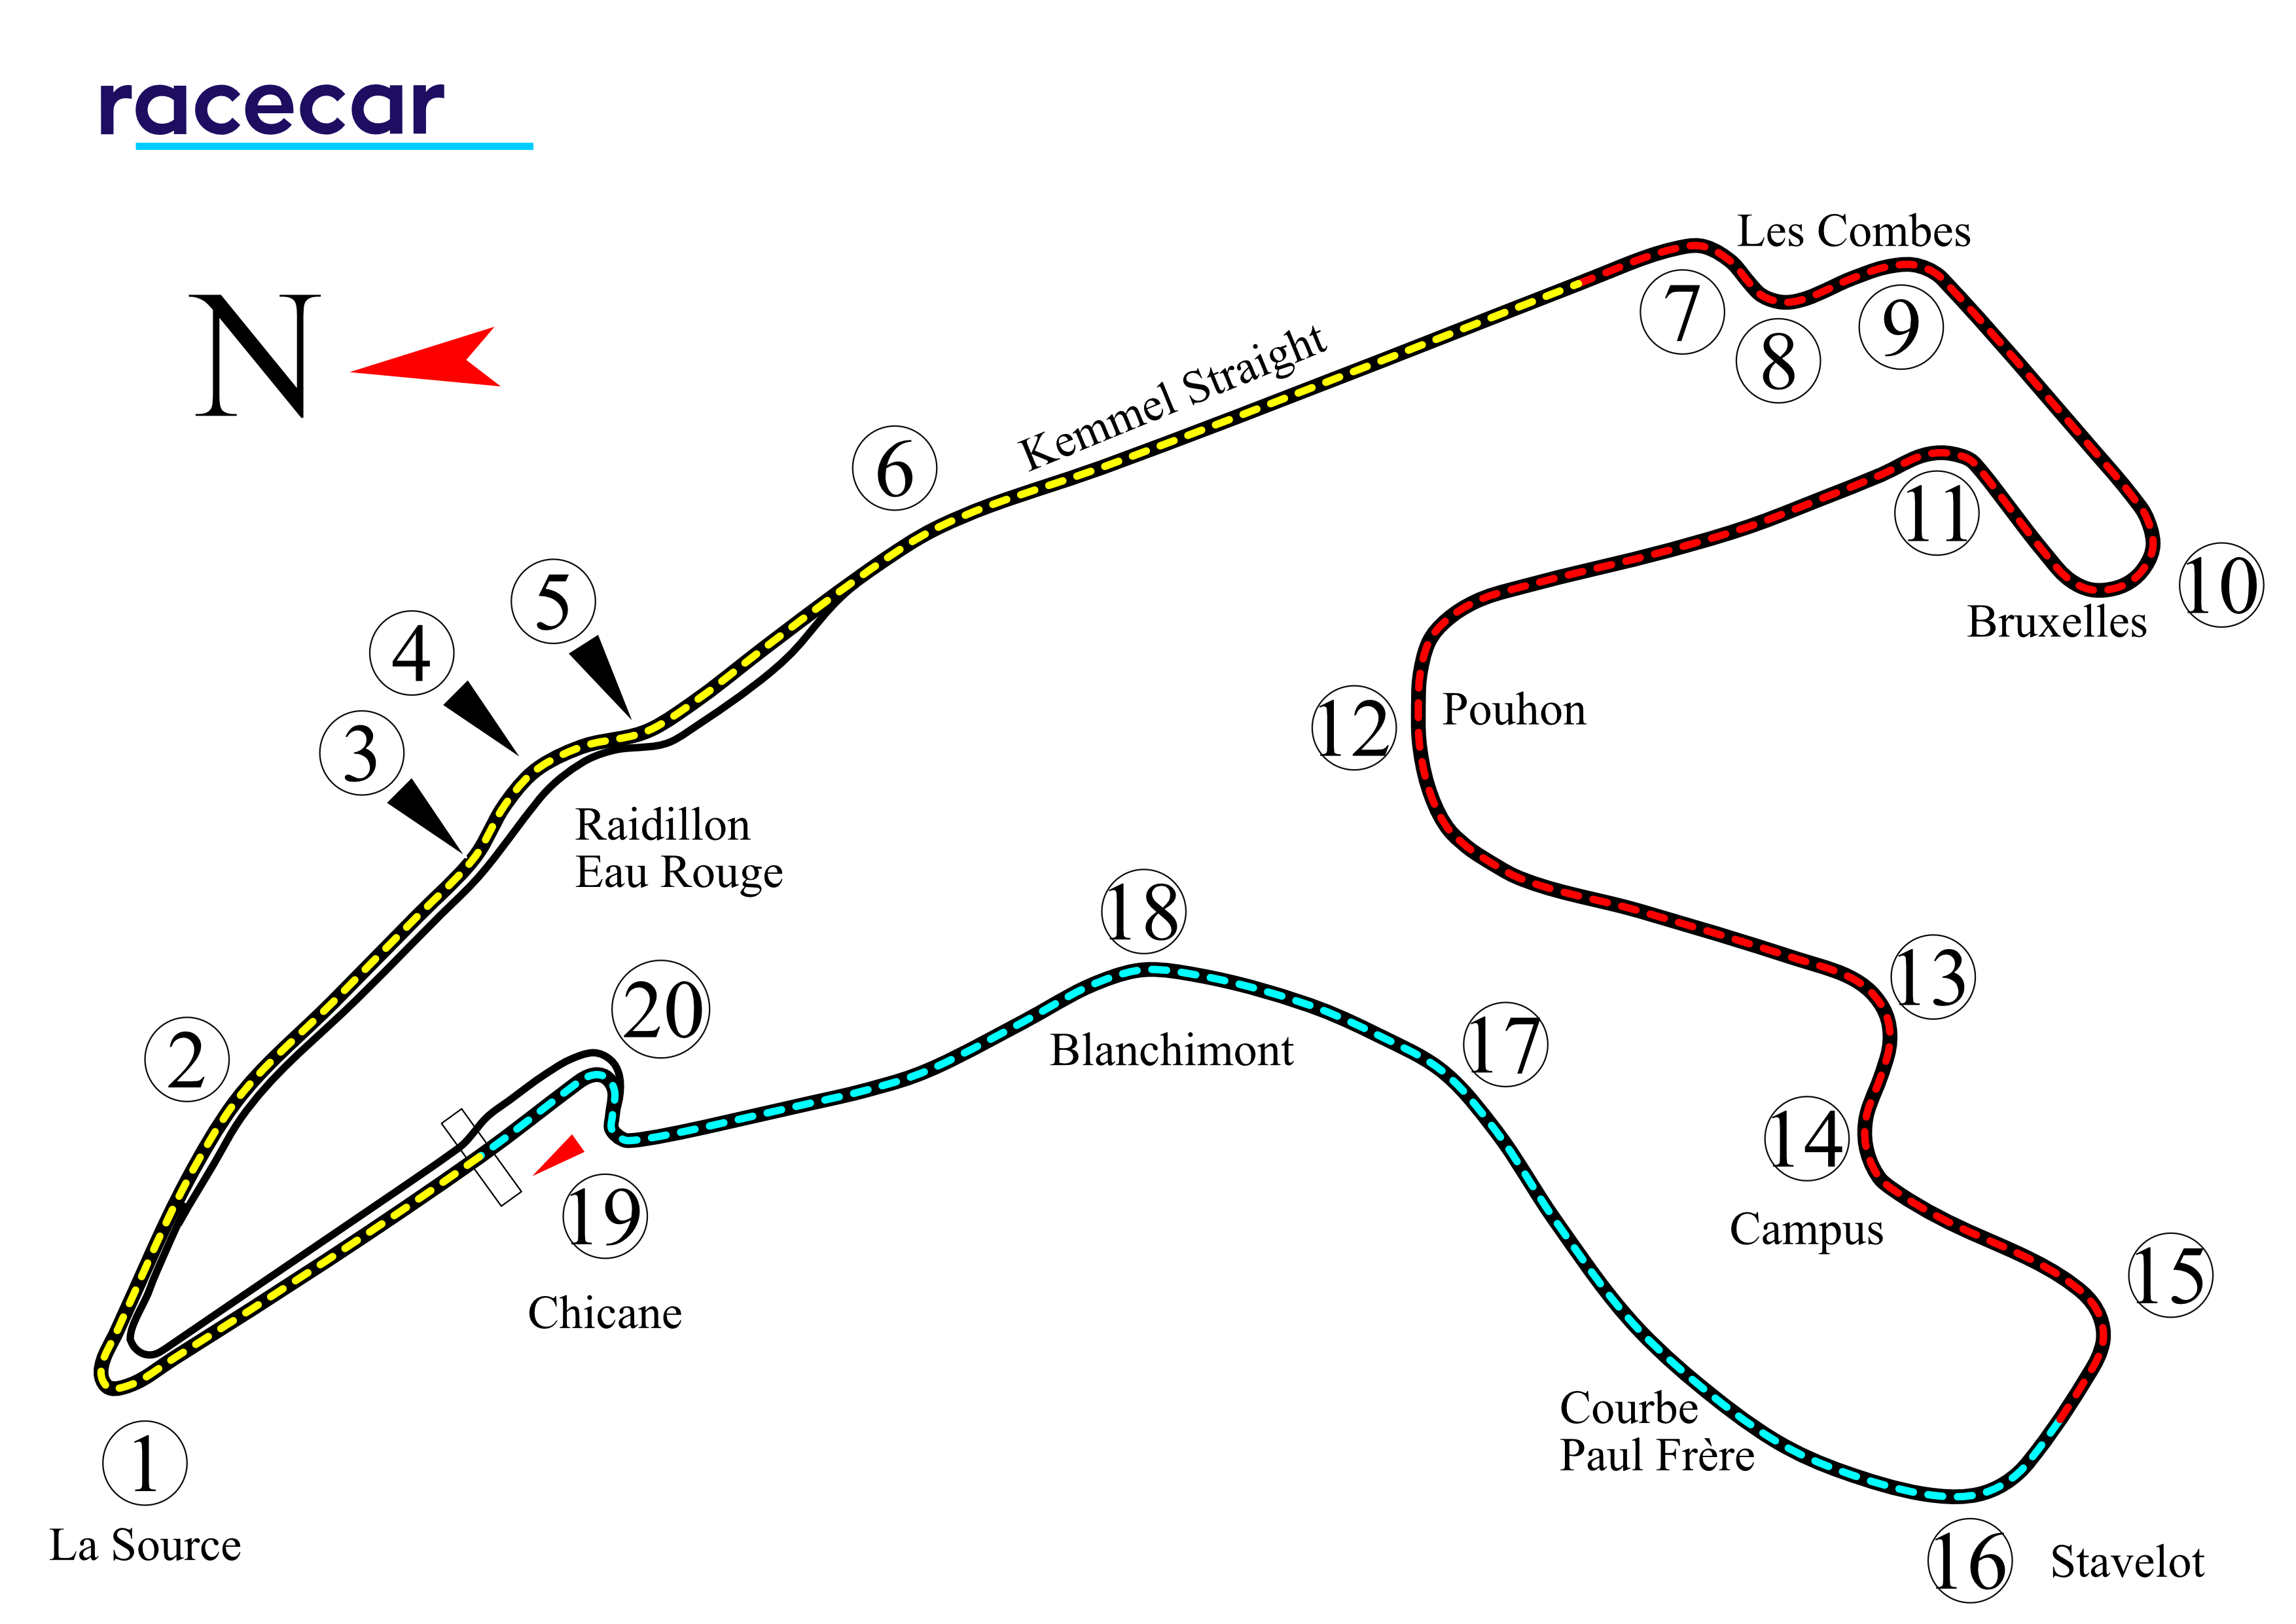 racecar
N
Les Combes
7
8
9
Kemmel Straight
6
11
10
Bruxelles
5
4
3
12
Pouhon
Raidillon
Eau Rouge
18
13
20
2
17
Blanchimont
14
19
Campus
15
Chicane
Courbe
Paul Frère
1
La Source
16
Stavelot